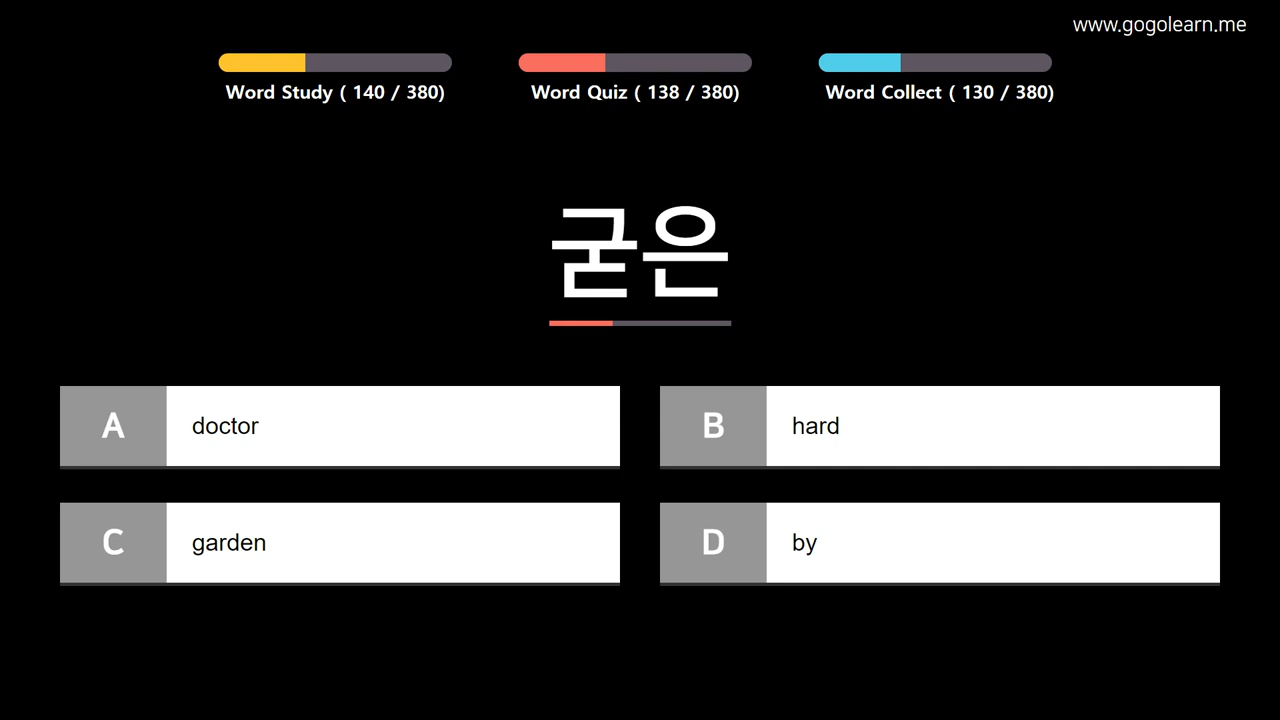 www.gogolearn.me
Word Study ( 140 / 380)
Word Quiz ( 138 / 380)
Word Collect ( 130 / 380)
굳은
A doctor
B hard
C garden
D by